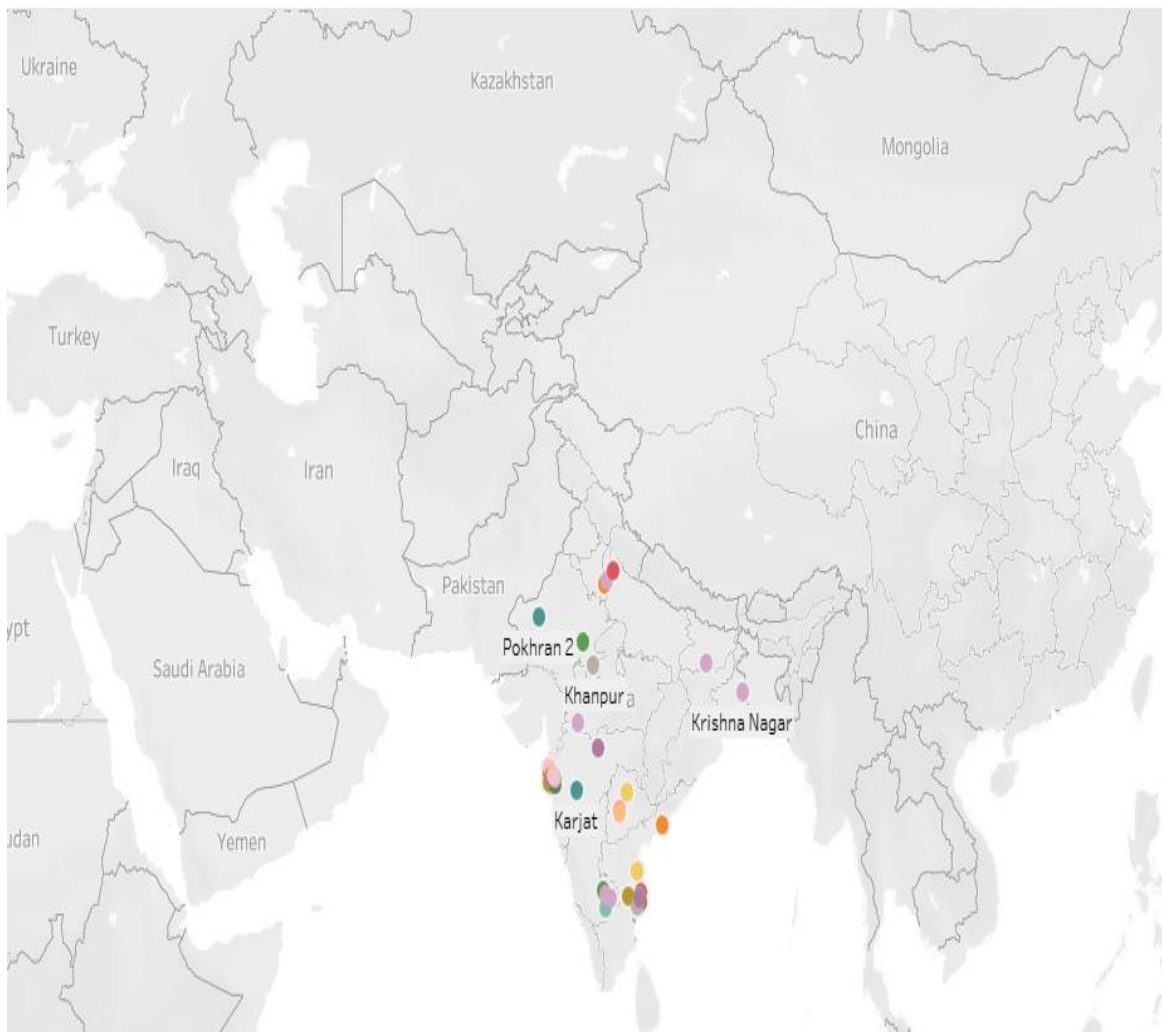 Ukraine
Kazakhstan
Mongolia
Turkey
China
Iraq
Iran
Pakistan
ypt
Saudi Arabia
Pokhran 2
Khanpur
a
Krishna Nagar
Karjat
udan
Yemen